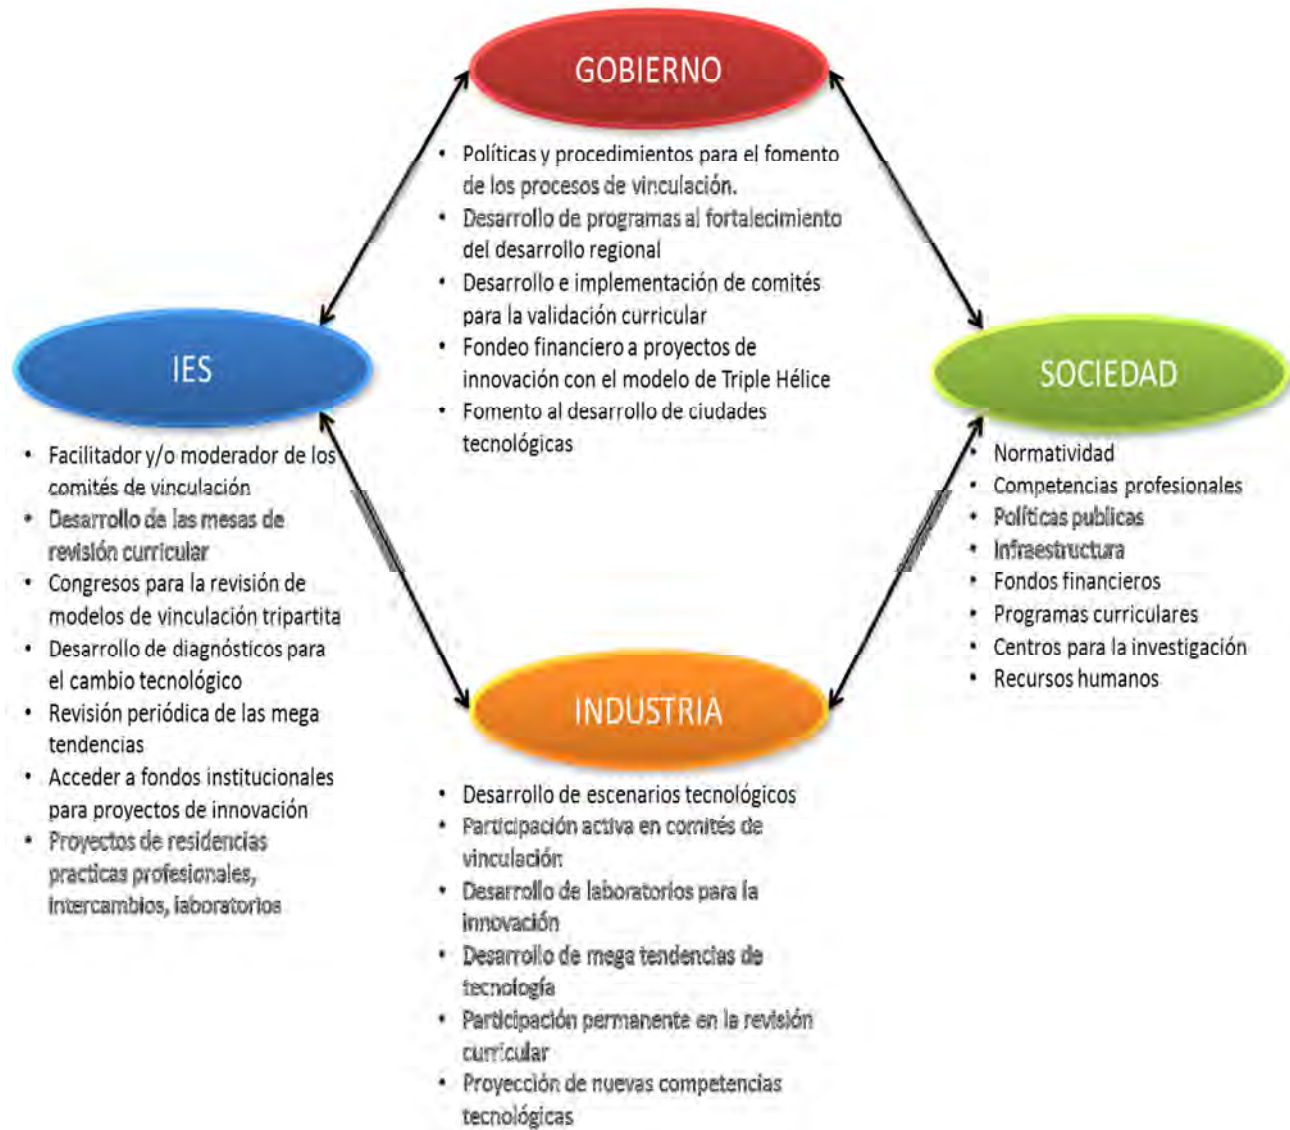 GOBIERNO
• Políticas y procedimientos para el fomento
de los procesos de vinculación.
• Desarrollo de programas al fortalecimiento
del desarrollo regional
• Desarrollo e implementación de comités
para la validación curricular
• Fondeo financiero a proyectos de
innovación con el modelo de Triple Hélice
• Fomento al desarrollo de ciudades
tecnológicas
IES
• Facilitador y/o moderador de los
comités de vinculación
• Desarrollo de las mesas de
revisión curricular
• Congresos para la revisión de
modelos de vinculación tripartita
• Desarrollo de diagnósticos para
el cambio tecnológico
• Revisión periódica de las mega
tendencias
• Acceder a fondos institucionales
para proyectos de innovación
• Proyectos de residencias
practicas profesionales,
intercambios, laboratorios
SOCIEDAD
• Normatividad
• Competencias profesionales
• Políticas publicas
• Infraestructura
• Fondos financieros
• Programas curriculares
• Centros para la investigación
• Recursos humanos
INDUSTRIA
• Desarrollo de escenarios tecnológicos
• Participación activa en comités de
vinculación
• Desarrollo de laboratorios para la
innovación
• Desarrollo de mega tendencias de
tecnología
• Participación permanente en la revisión
curricular
• Proyección de nuevas competencias
tecnológicas